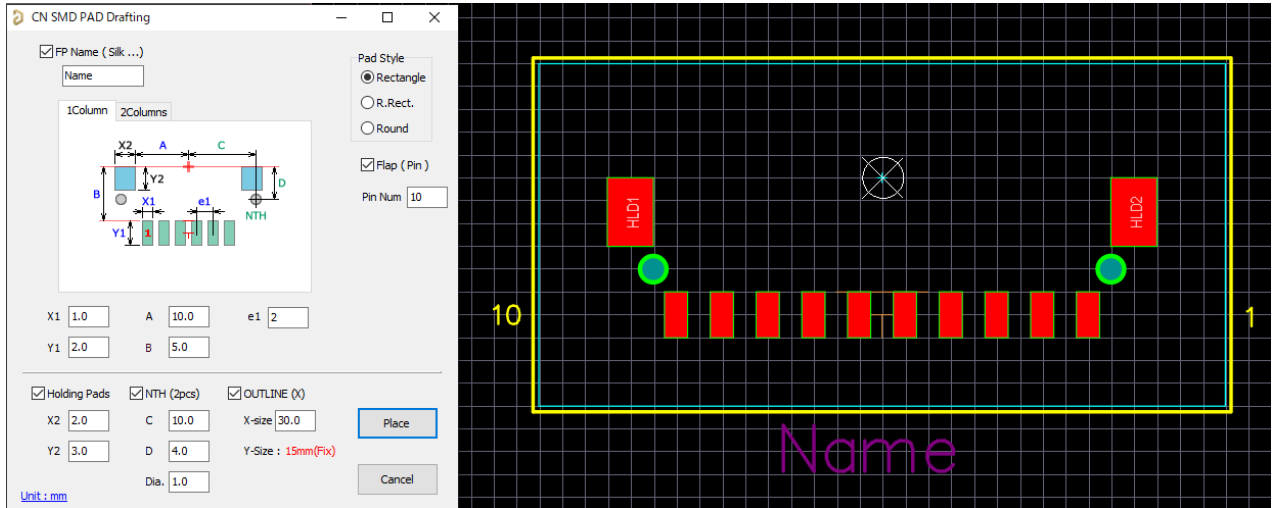 CN SMD PAD Drafting
FP Name ( Silk ...)
Name
1Column 2Columns
X2 A C
Y2
B D
X1 e1
NTH
Y1 1
Pad Style
Rectangle
R.Rect.
Round
Flap ( Pin )
Pin Num 10
X1 1.0 A 10.0 e1 2
Y1 2.0 B 5.0
Holding Pads NTH (2pcs) OUTLINE (X)
X2 2.0 C 10.0 X-size 30.0
Y2 3.0 D 4.0 Y-Size : 15mm(Fix)
Dia. 1.0
Place
Cancel
Unit : mm
HLD1
HLD2
10
1
Name